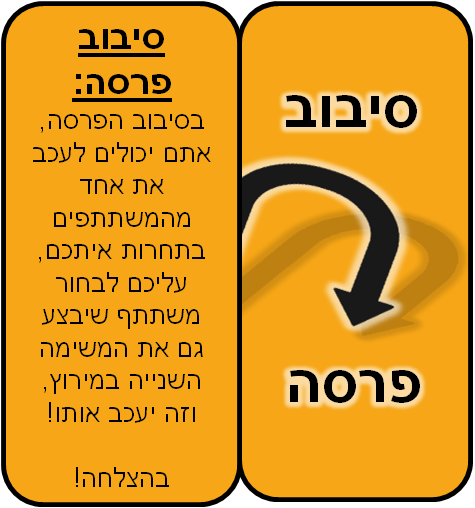 סיבוב
פרסה
סיבוב
פרסה:
בסיבוב הפרסה,
אתם יכולים לעכב
את אחד
מהמשתתפים
בתחרות איתכם,
עליכם לבחור
משתתף שיבצע
גם את המשימה
השנייה במירוץ,
וזה יעכב אותו!
בהצלחה!